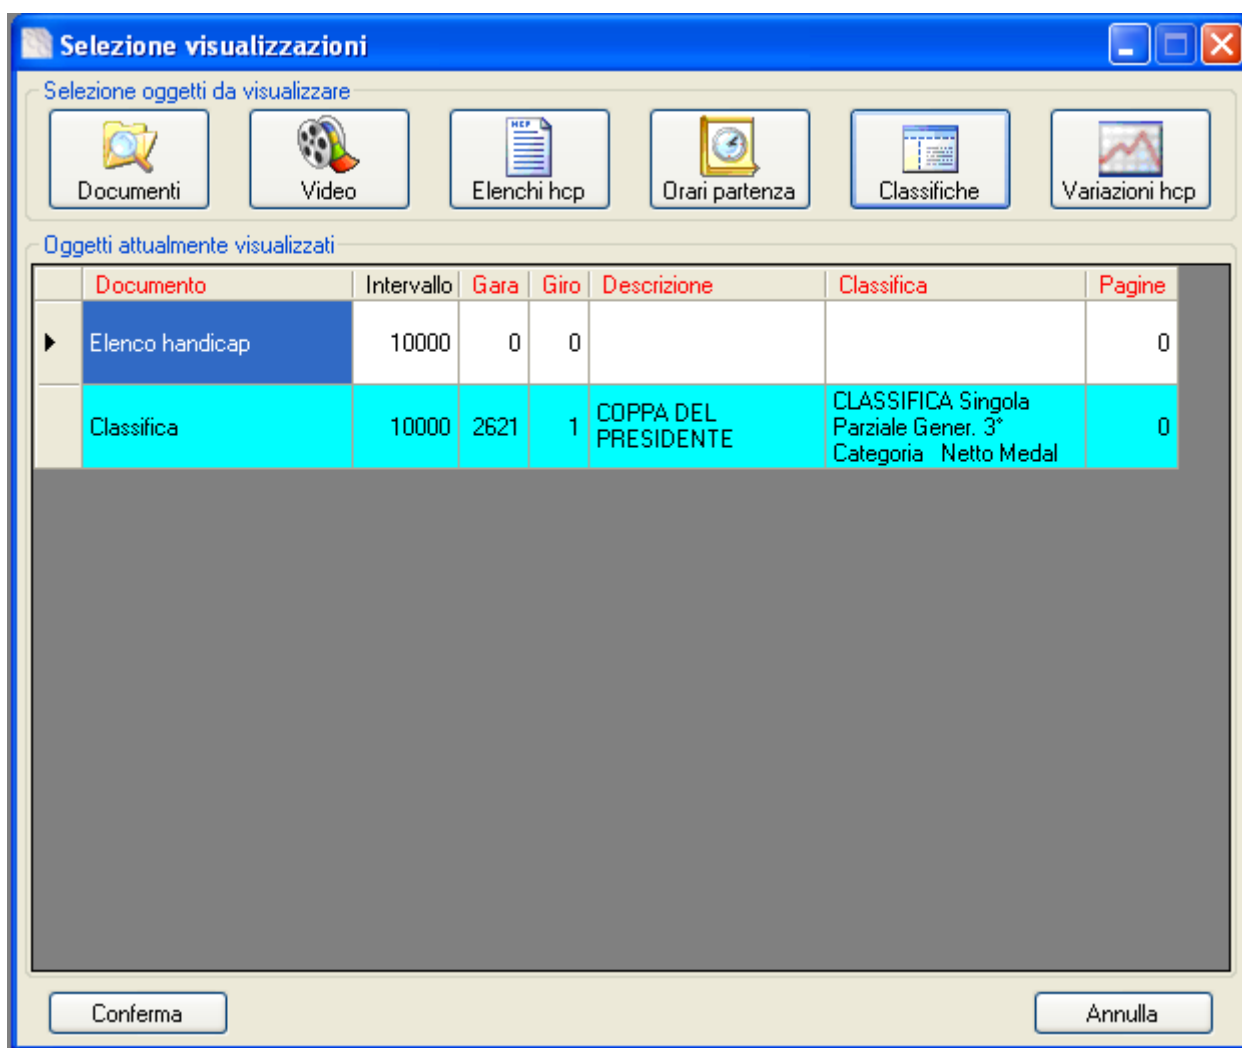 Selezione visualizzazioni
Selezione oggetti da visualizzare
HCP
Documenti Video Elenchi hcp Orari partenza Classifiche Variazioni hcp
Oggetti attualmente visualizzati
Documento Intervallo Gara Giro Descrizione Classifica Pagine
Elenco handicap 10000 0 0 0
Classifica 10000 2621 1 COPPA DEL PRESIDENTE CLASSIFICA Singola Parziale Gener. 3° Categoria Netto Medal 0
Conferma Annulla